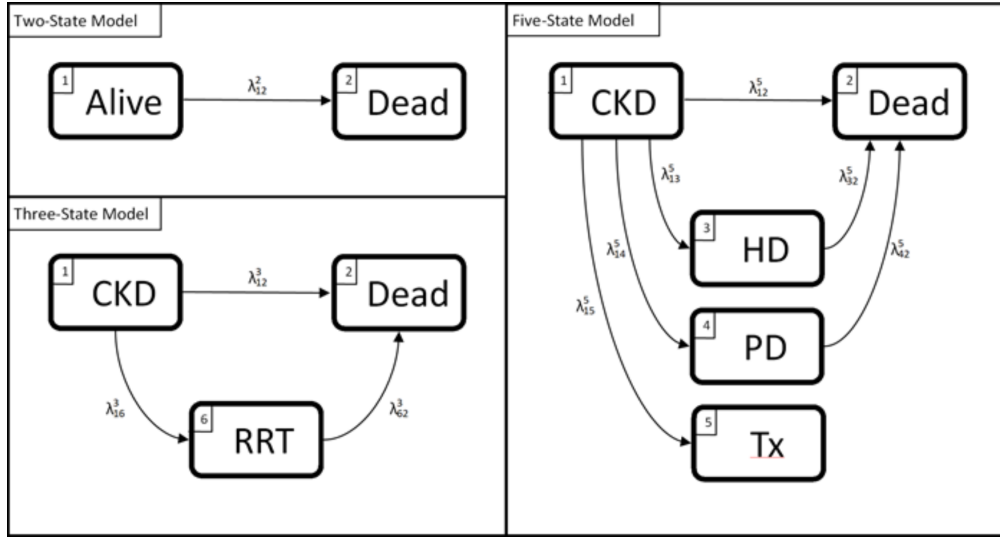 Two-State Model
1
Alive
λ²₁₂
2
Dead
Three-State Model
1
CKD
λ³₁₂
2
Dead
λ³₁₆
6
RRT
λ³₆₂
Five-State Model
1
CKD
λ⁵₁₂
2
Dead
λ⁵₁₃
λ⁵₃₂
3
HD
λ⁵₁₄
λ⁵₄₂
λ⁵₁₅
4
PD
5
Tx